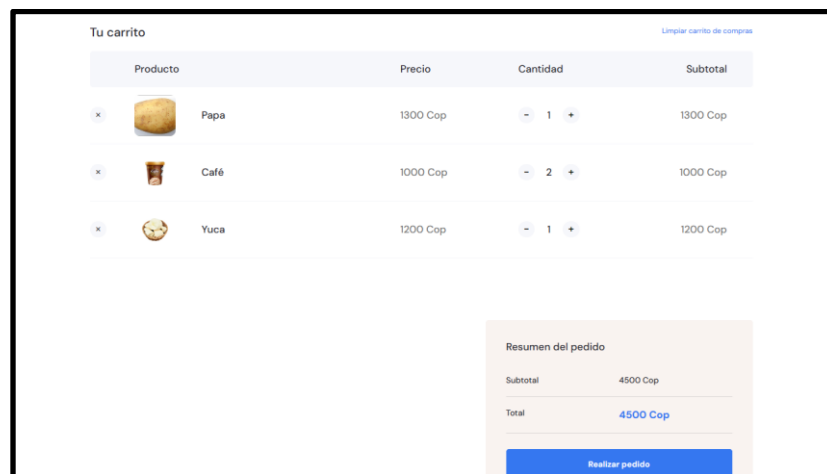 Tu carrito
Limpiar carrito de compras
Producto Precio Cantidad Subtotal
× Papa 1300 Cop - 1 + 1300 Cop
× Café 1000 Cop - 2 + 1000 Cop
× Yuca 1200 Cop - 1 + 1200 Cop
Resumen del pedido
Subtotal 4500 Cop
Total 4500 Cop
Realizar pedido